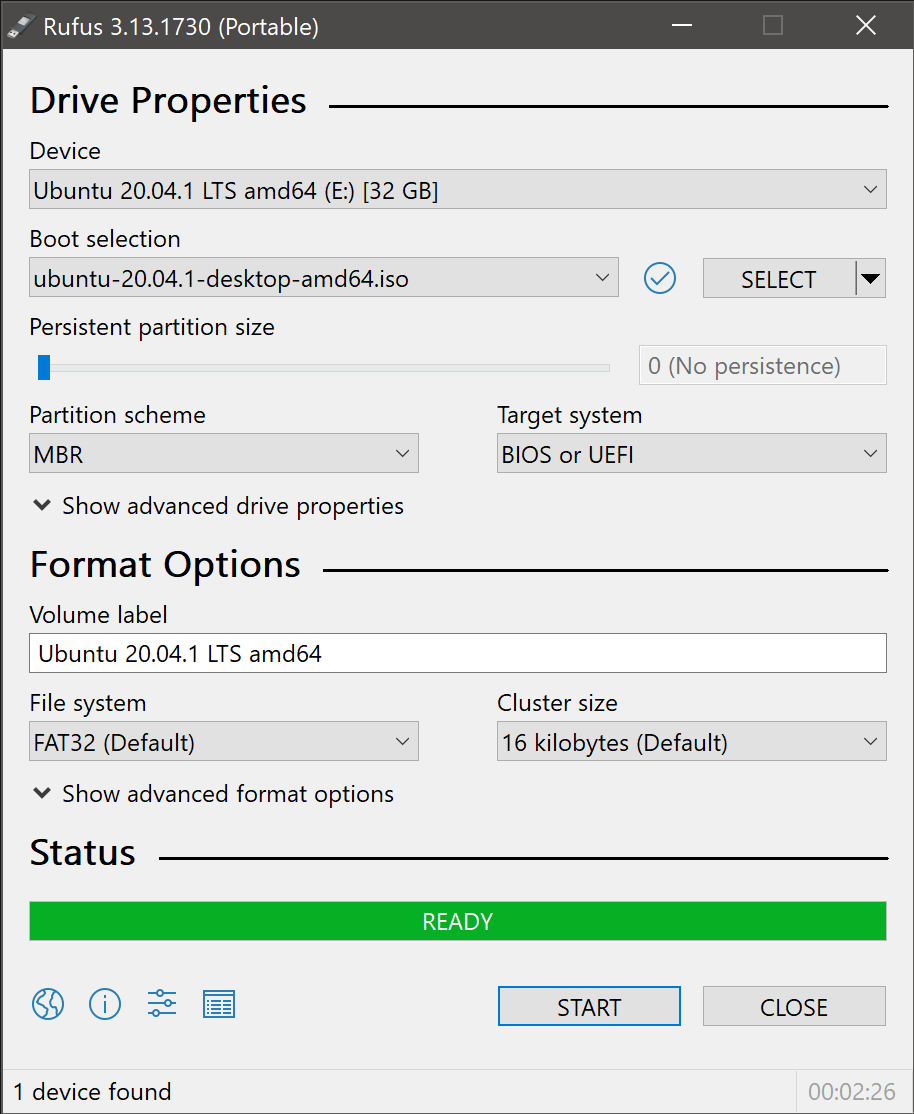 Rufus 3.13.1730 (Portable)
Drive Properties
Device
Ubuntu 20.04.1 LTS amd64 (E:) [32 GB]
Boot selection
ubuntu-20.04.1-desktop-amd64.iso
SELECT
Persistent partition size
0 (No persistence)
Partition scheme
Target system
MBR
BIOS or UEFI
Show advanced drive properties
Format Options
Volume label
Ubuntu 20.04.1 LTS amd64
File system
Cluster size
FAT32 (Default)
16 kilobytes (Default)
Show advanced format options
Status
READY
START
CLOSE
1 device found
00:02:26